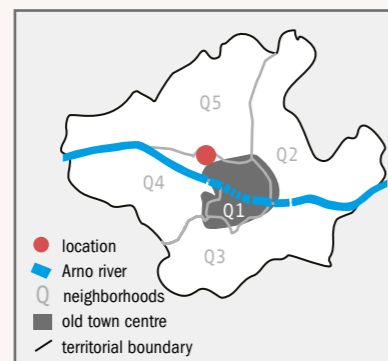 Q5
Q2
Q4
Q1
Q3
location
Arno river
Q neighborhoods
old town centre
territorial boundary